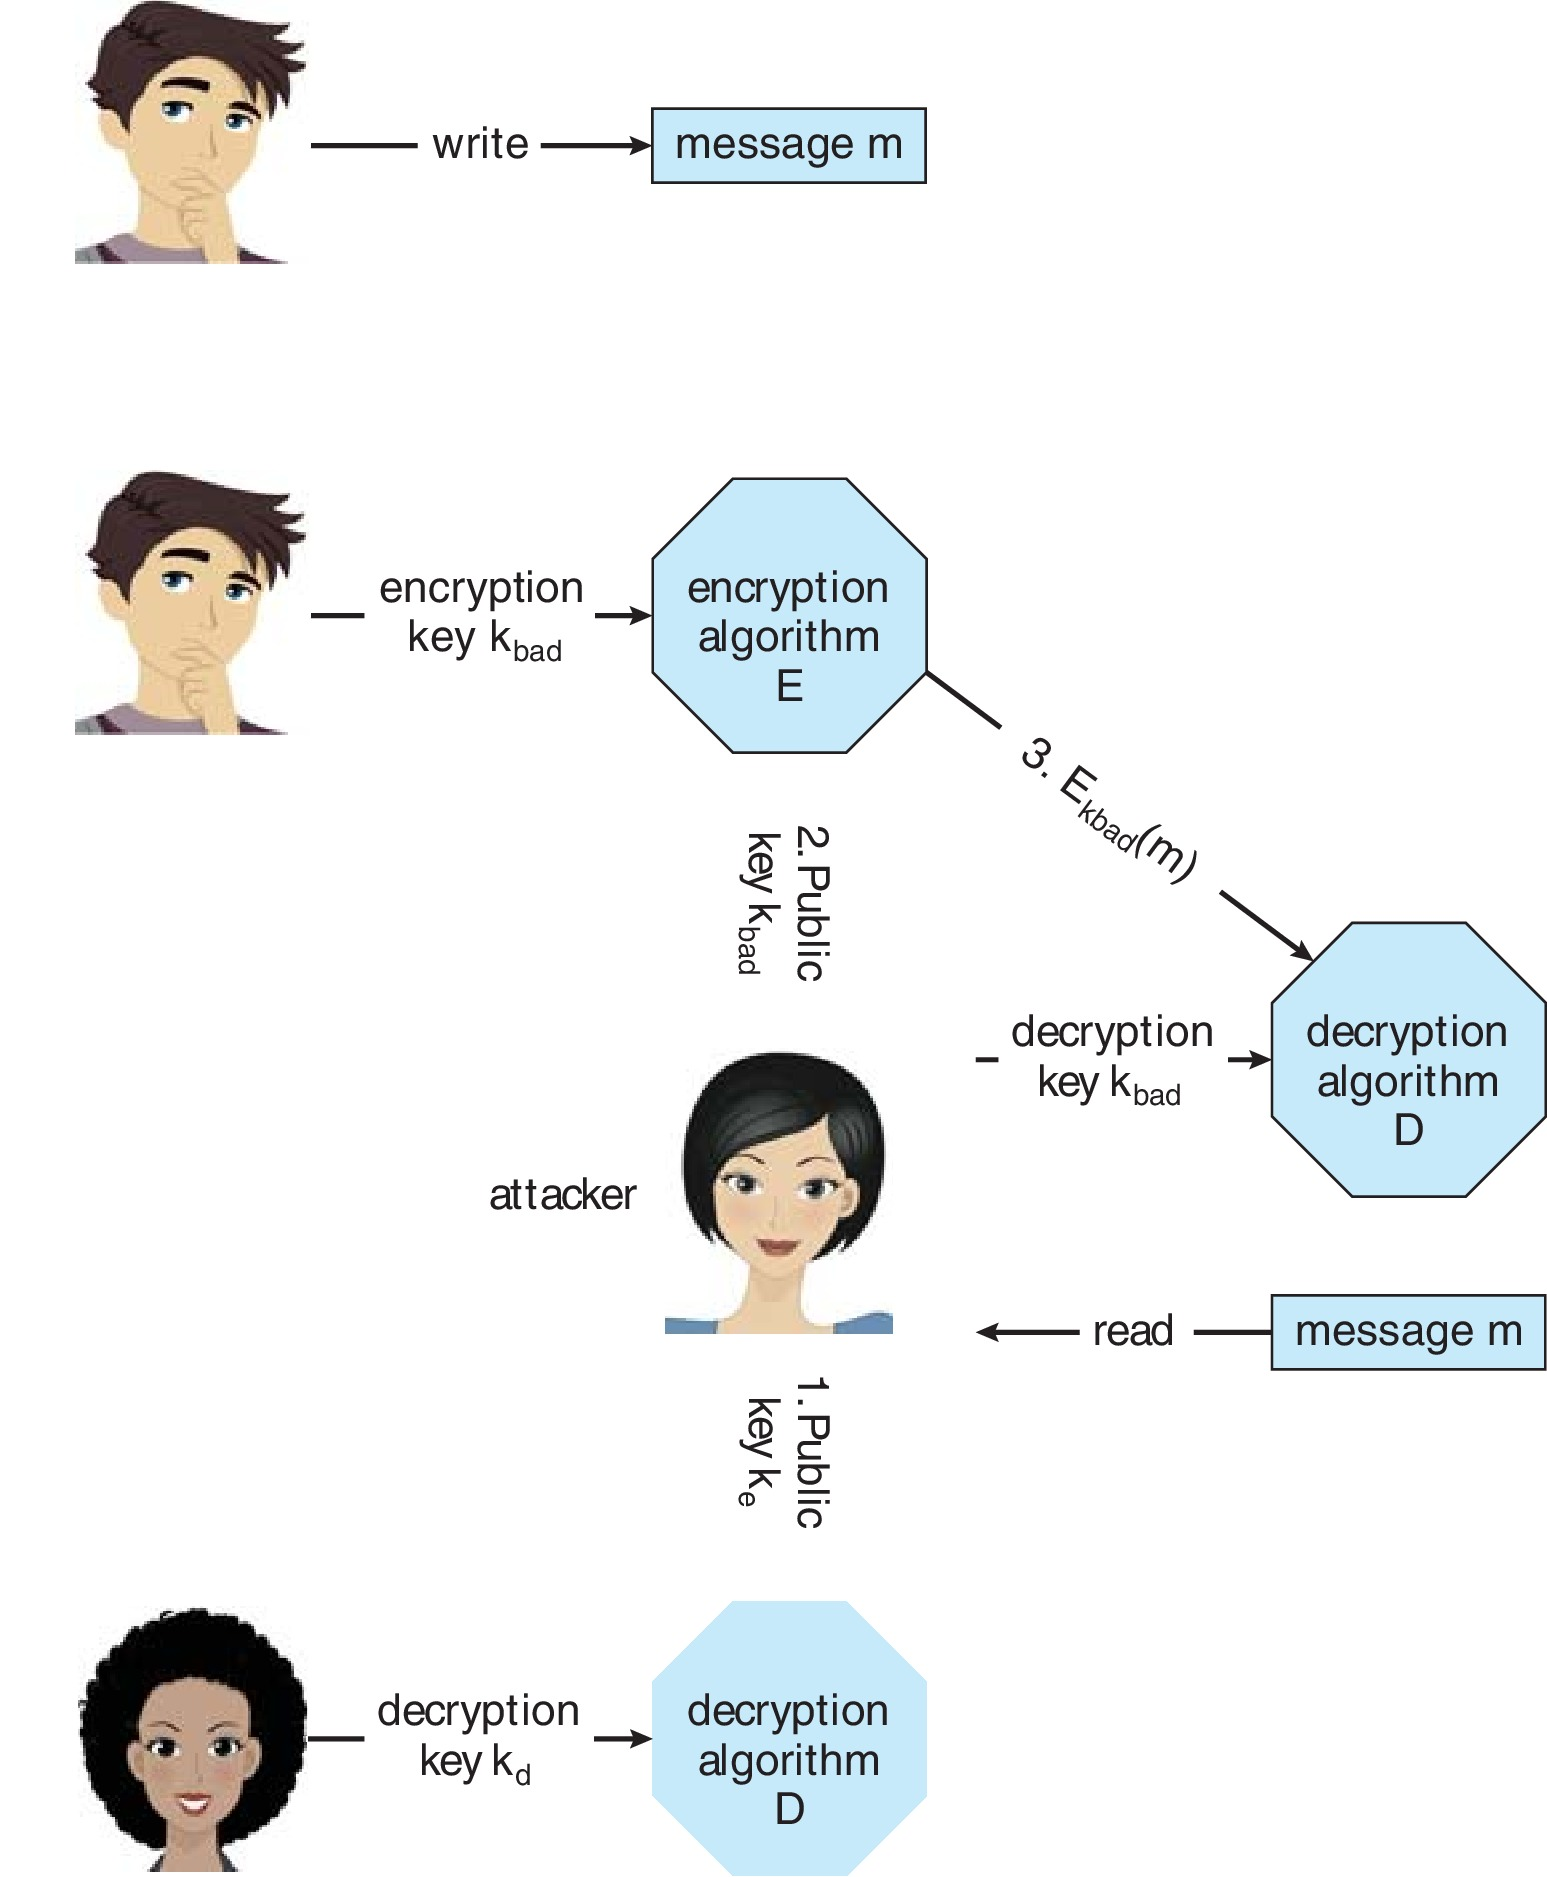 write
message m
encryption
key kbad
encryption
algorithm
E
3. Ekbad(m)
2. Public
key kbad
decryption
key kbad
decryption
algorithm
D
attacker
read
message m
1. Public
key ke
decryption
key kd
decryption
algorithm
D